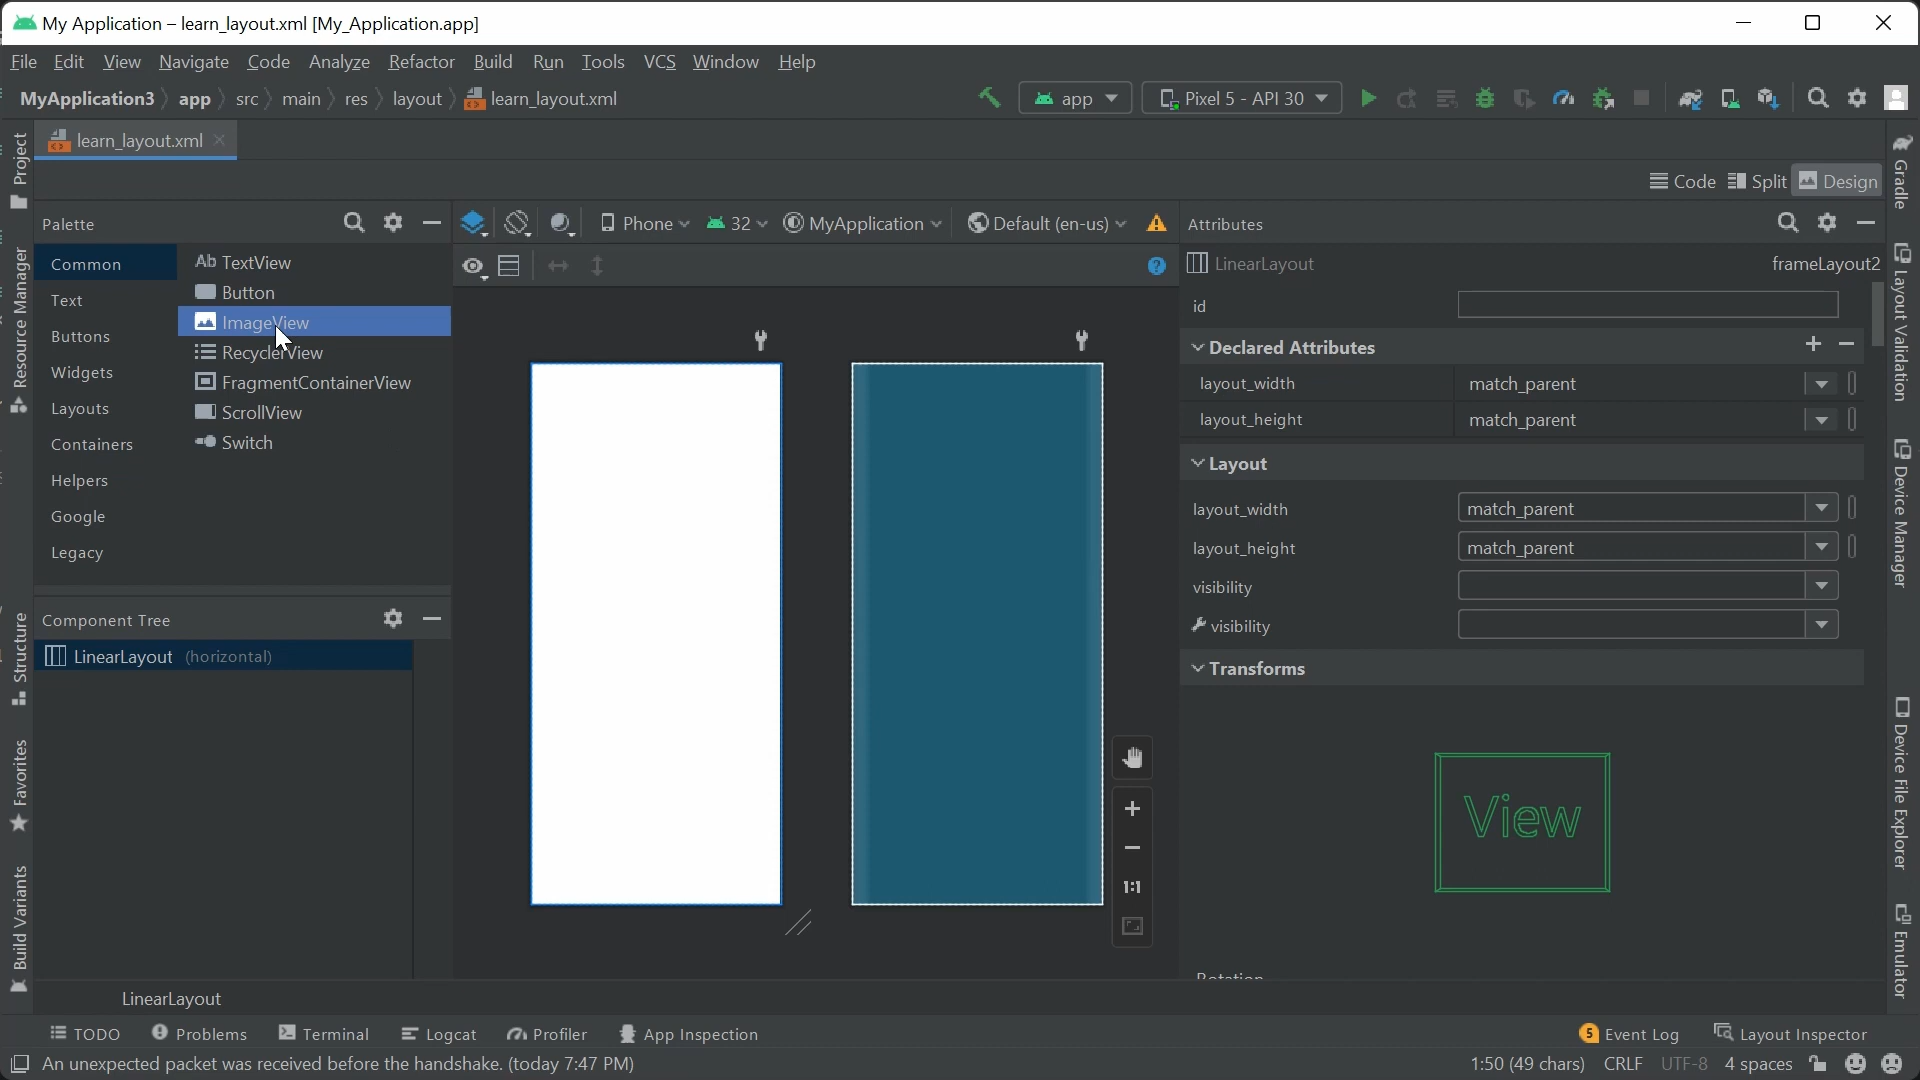 My Application – learn_layout.xml [My_Application.app]
File Edit View Navigate Code Analyze Refactor Build Run Tools VCS Window Help
MyApplication3 app src main res layout learn_layout.xml
app Pixel 5 - API 30
learn_layout.xml
Code Split Design
Palette
Common
Text
Buttons
Widgets
Layouts
Containers
Helpers
Google
Legacy
Ab TextView
Button
ImageView
RecyclerView
FragmentContainerView
ScrollView
Switch
Phone 32 MyApplication Default (en-us)
?
1:1
Component Tree
LinearLayout (horizontal)
Attributes
LinearLayout frameLayout2
id
Declared Attributes
layout_width match_parent
layout_height match_parent
Layout
layout_width match_parent
layout_height match_parent
visibility
visibility
Transforms
View
Rotation
Project
Resource Manager
Structure
Favorites
Build Variants
Gradle
Layout Validation
Device Manager
Device File Explorer
Emulator
LinearLayout
TODO Problems Terminal Logcat Profiler App Inspection
5 Event Log Layout Inspector
An unexpected packet was received before the handshake. (today 7:47 PM)
1:50 (49 chars) CRLF UTF-8 4 spaces